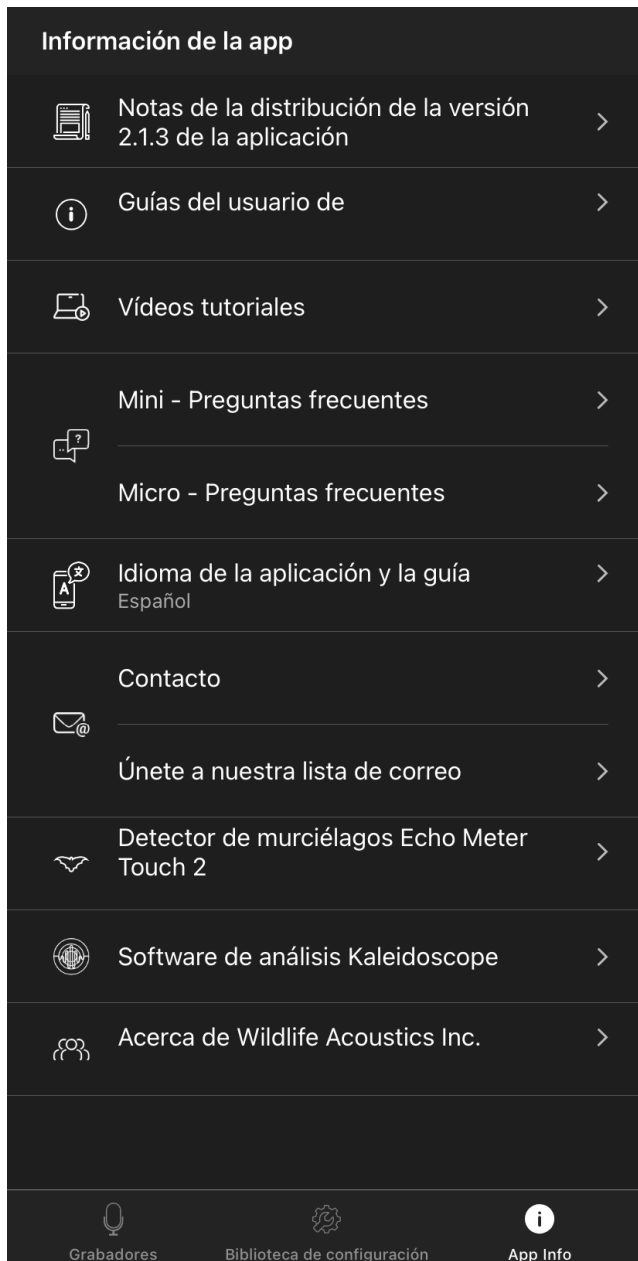 Información de la app
Notas de la distribución de la versión
2.1.3 de la aplicación
Guías del usuario de
Vídeos tutoriales
Mini - Preguntas frecuentes
Micro - Preguntas frecuentes
Idioma de la aplicación y la guía
Español
Contacto
Únete a nuestra lista de correo
Detector de murciélagos Echo Meter
Touch 2
Software de análisis Kaleidoscope
Acerca de Wildlife Acoustics Inc.
Grabadores
Biblioteca de configuración
App Info